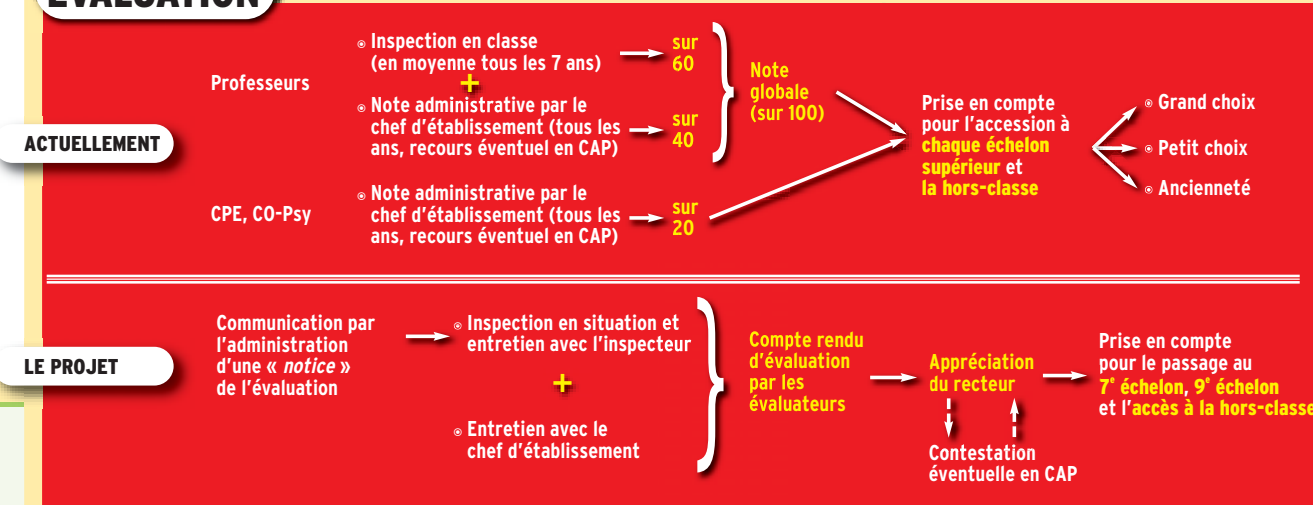 ÉVALUATION
ACTUELLEMENT
Professeurs
Inspection en classe
(en moyenne tous les 7 ans)
sur
60
+
Note administrative par le
chef d'établissement (tous les
ans, recours éventuel en CAP)
sur
40
Note
globale
(sur 100)
CPE, CO-Psy
Note administrative par le
chef d'établissement (tous les
ans, recours éventuel en CAP)
sur
20
Prise en compte
pour l'accession à
chaque échelon
supérieur et
la hors-classe
Grand choix
Petit choix
Ancienneté
LE PROJET
Communication par
l'administration
d'une « notice »
de l'évaluation
Inspection en situation et
entretien avec l'inspecteur
+
Entretien avec le
chef d'établissement
Compte rendu
d'évaluation
par les
évaluateurs
Appréciation
du recteur
Contestation
éventuelle en CAP
Prise en compte
pour le passage au
7e échelon, 9e échelon
et l'accès à la hors-classe